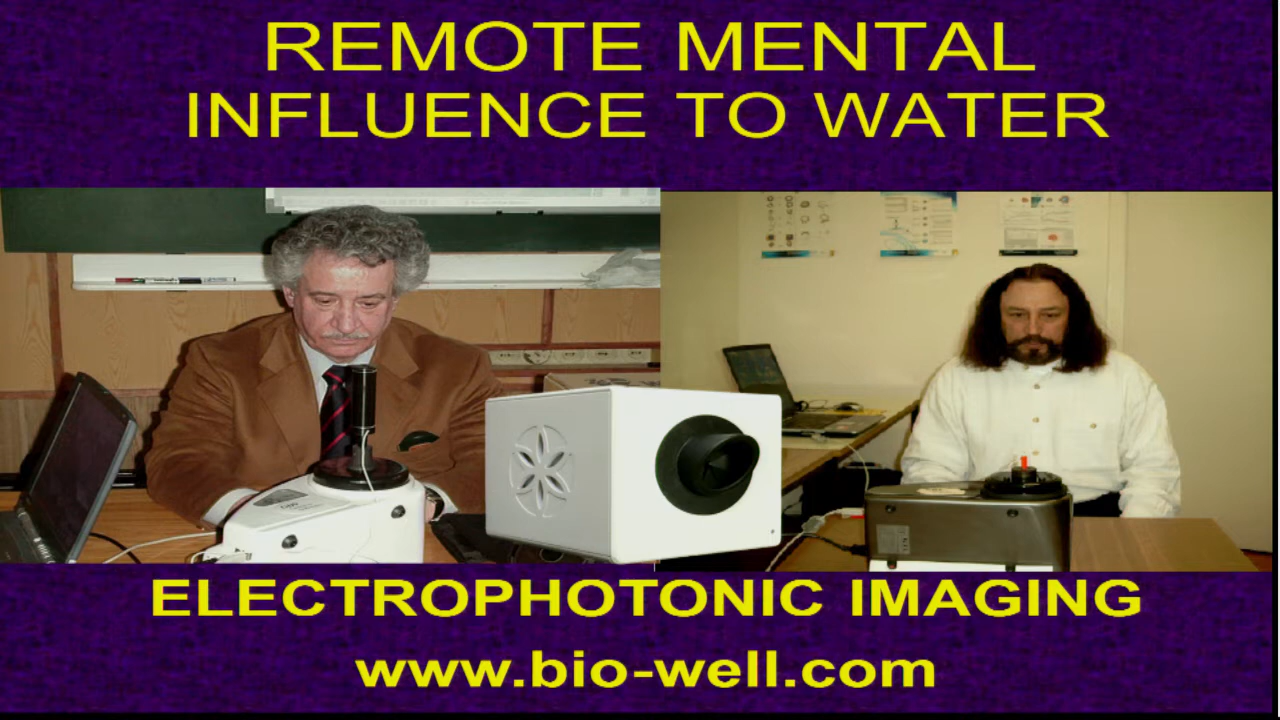 REMOTE MENTAL
INFLUENCE TO WATER
ELECTROPHOTONIC IMAGING
www.bio-well.com